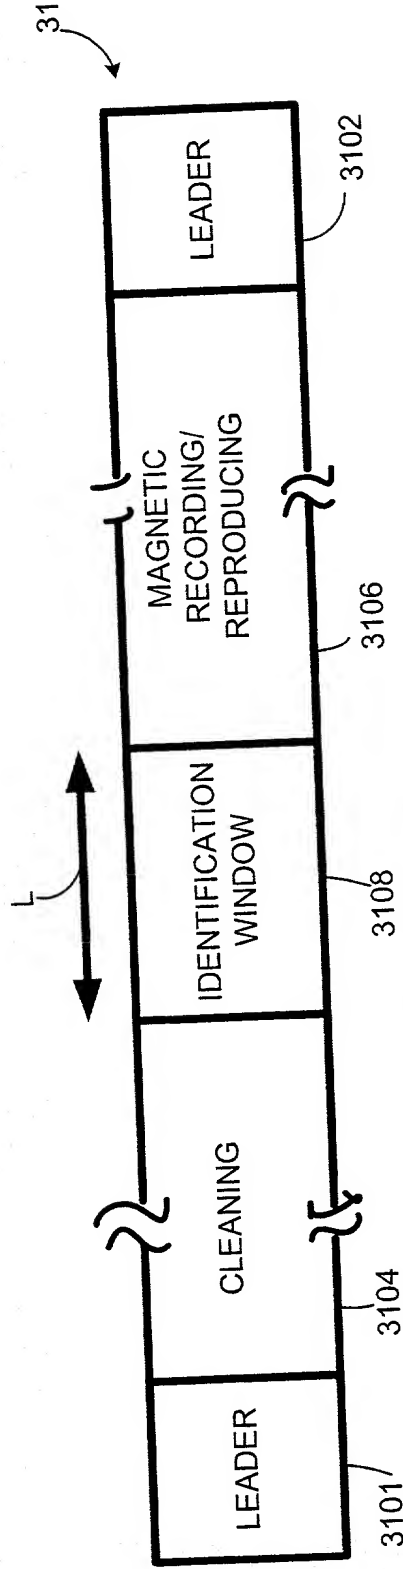 31
L
LEADER
CLEANING
IDENTIFICATION
WINDOW
MAGNETIC
RECORDING/
REPRODUCING
LEADER
3101
3104
3108
3106
3102